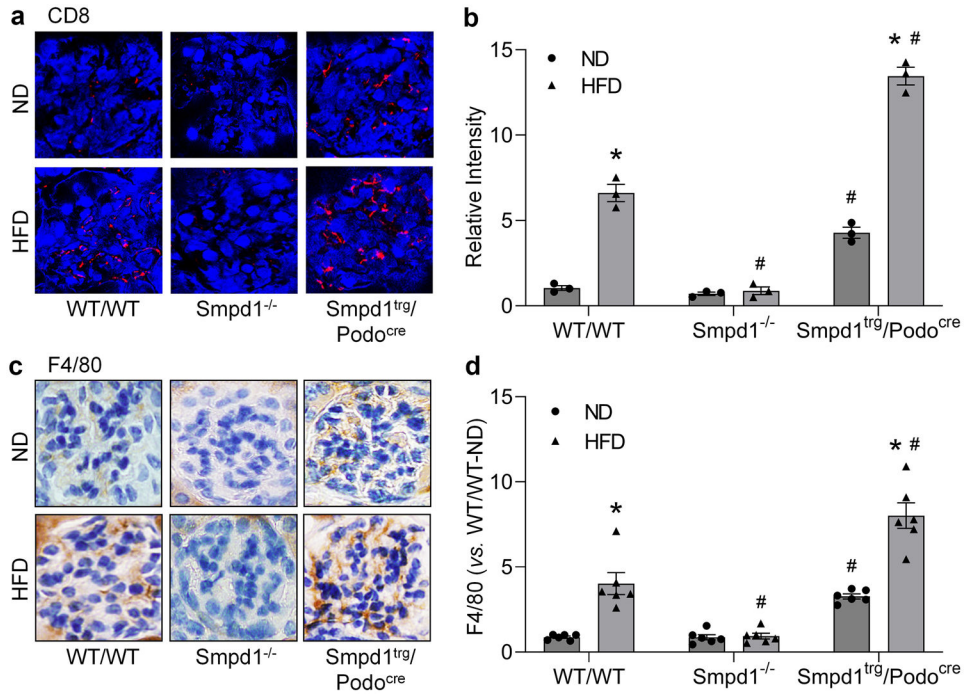 a CD8
ND
HFD
WT/WT Smpd1-/- Smpd1trg/
Podocre
b
Relative Intensity
15
10
5
0
ND
HFD
*
#
#
* #
WT/WT Smpd1-/- Smpd1trg/Podocre
c F4/80
ND
HFD
WT/WT Smpd1-/- Smpd1trg/
Podocre
d
F4/80 (vs. WT/WT-ND)
15
10
5
0
ND
HFD
*
#
#
* #
WT/WT Smpd1-/- Smpd1trg/Podocre